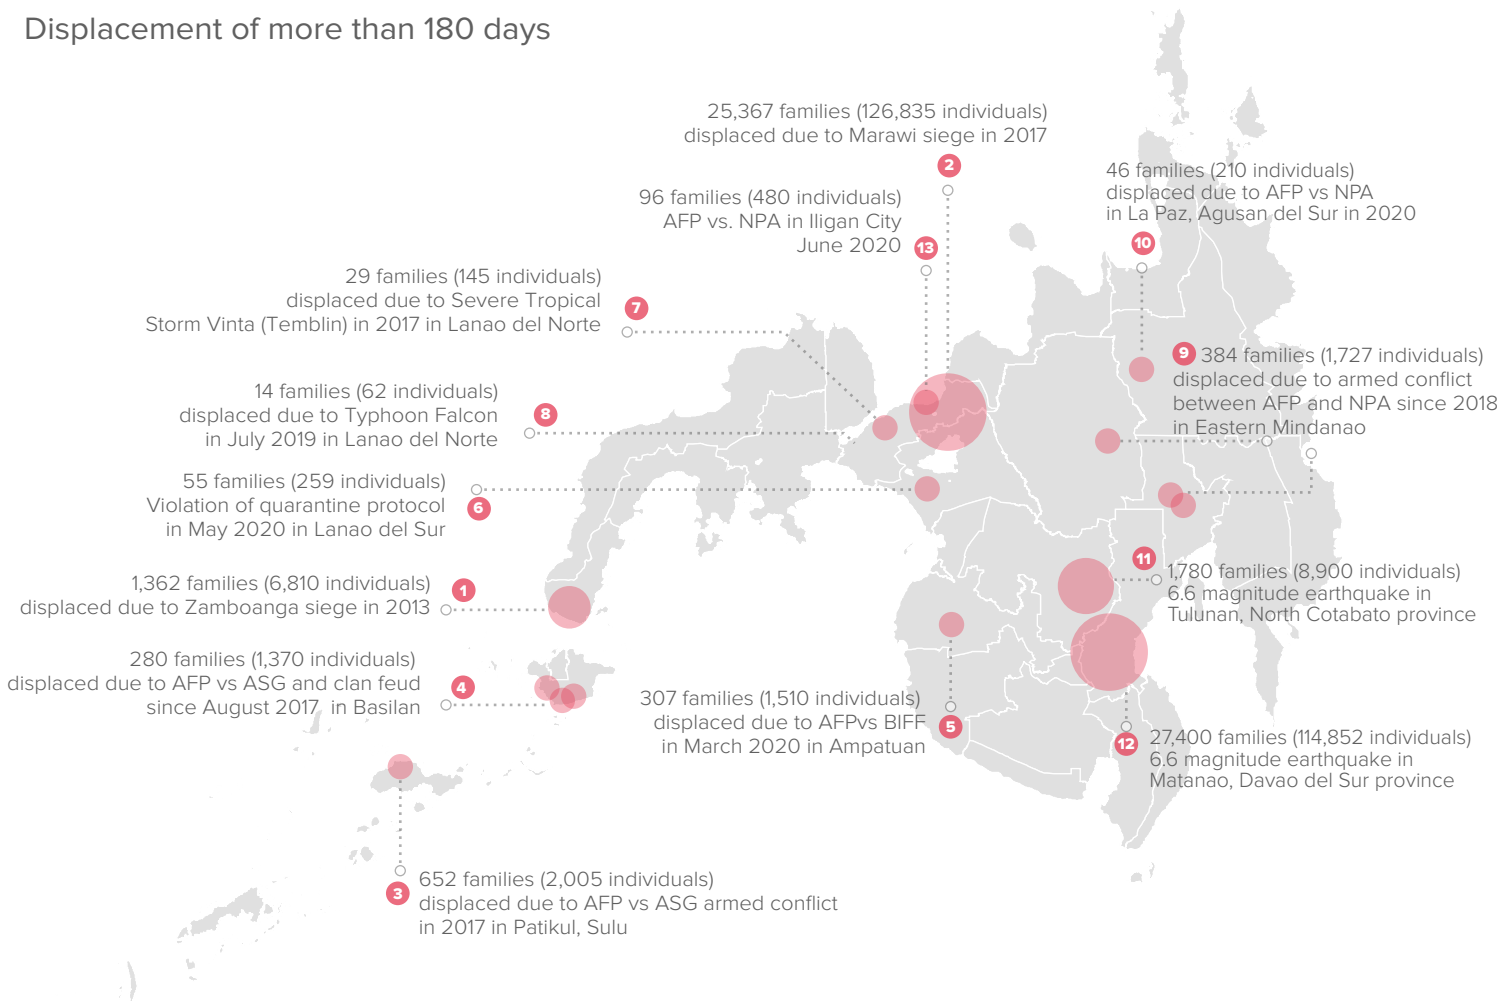 Displacement of more than 180 days
25,367 families (126,835 individuals)
displaced due to Marawi siege in 2017
2
96 families (480 individuals)
AFP vs. NPA in Iligan City
June 2020
13
46 families (210 individuals)
displaced due to AFP vs NPA
in La Paz, Agusan del Sur in 2020
10
29 families (145 individuals)
displaced due to Severe Tropical
Storm Vinta (Temblin) in 2017 in Lanao del Norte
7
9
384 families (1,727 individuals)
displaced due to armed conflict
between AFP and NPA since 2018
in Eastern Mindanao
14 families (62 individuals)
displaced due to Typhoon Falcon
in July 2019 in Lanao del Norte
8
55 families (259 individuals)
Violation of quarantine protocol
in May 2020 in Lanao del Sur
6
11
1,780 families (8,900 individuals)
6.6 magnitude earthquake in
Tulunan, North Cotabato province
1,362 families (6,810 individuals)
displaced due to Zamboanga siege in 2013
1
280 families (1,370 individuals)
displaced due to AFP vs ASG and clan feud
since August 2017 in Basilan
4
307 families (1,510 individuals)
displaced due to AFPvs BIFF
in March 2020 in Ampatuan
5
12
27,400 families (114,852 individuals)
6.6 magnitude earthquake in
Matanao, Davao del Sur province
3
652 families (2,005 individuals)
displaced due to AFP vs ASG armed conflict
in 2017 in Patikul, Sulu